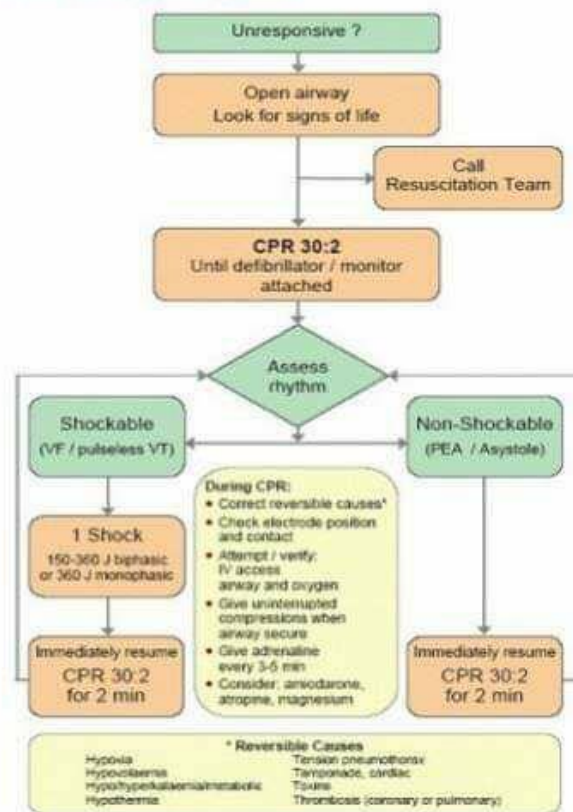 Unresponsive ?
Open airway
Look for signs of life
Call
Resuscitation Team
CPR 30:2
Until defibrillator / monitor
attached
Assess
rhythm
Shockable
(VF / pulseless VT)
Non-Shockable
(PEA / Asystole)
1 Shock
150-360 J biphasic
or 360 J monophasic
Immediately resume
CPR 30:2
for 2 min
During CPR:
• Correct reversible causes*
• Check electrode position
and contact
• Attempt / verify:
IV access
airway and oxygen
• Give uninterrupted
compressions when
airway secure
• Give adrenaline
every 3-5 min
• Consider: amiodarone,
atropine, magnesium
Immediately resume
CPR 30:2
for 2 min
* Reversible Causes
Hypoxia Tension pneumothorax
Hypovolaemia Tamponade, cardiac
Hypo/hyperkalaemia/metabolic Toxins
Hypothermia Thrombosis (coronary or pulmonary)